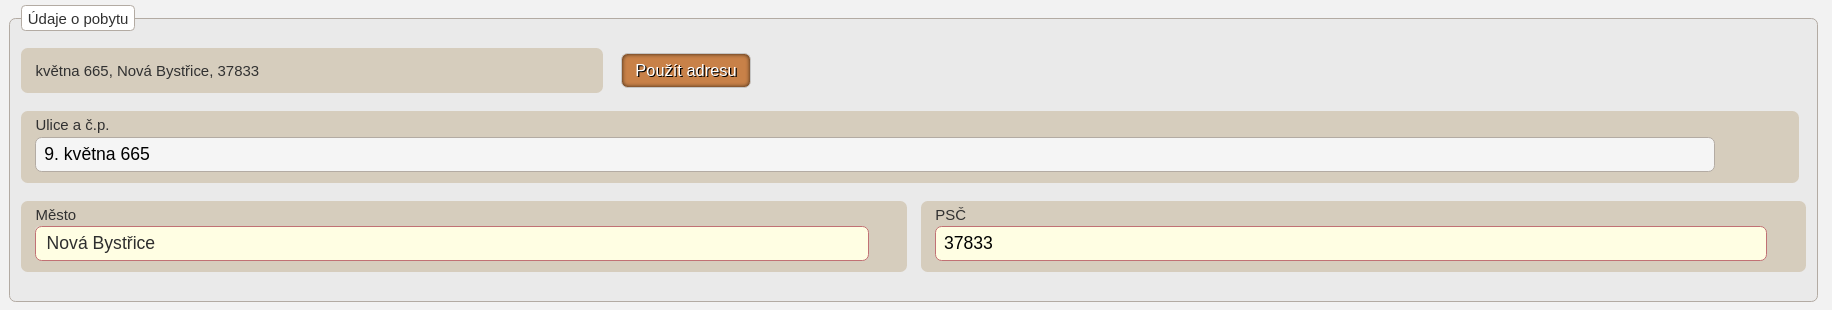 Údaje o pobytu
května 665, Nová Bystřice, 37833
Použít adresu
Ulice a č.p.
9. května 665
Město
PSČ
Nová Bystřice
37833